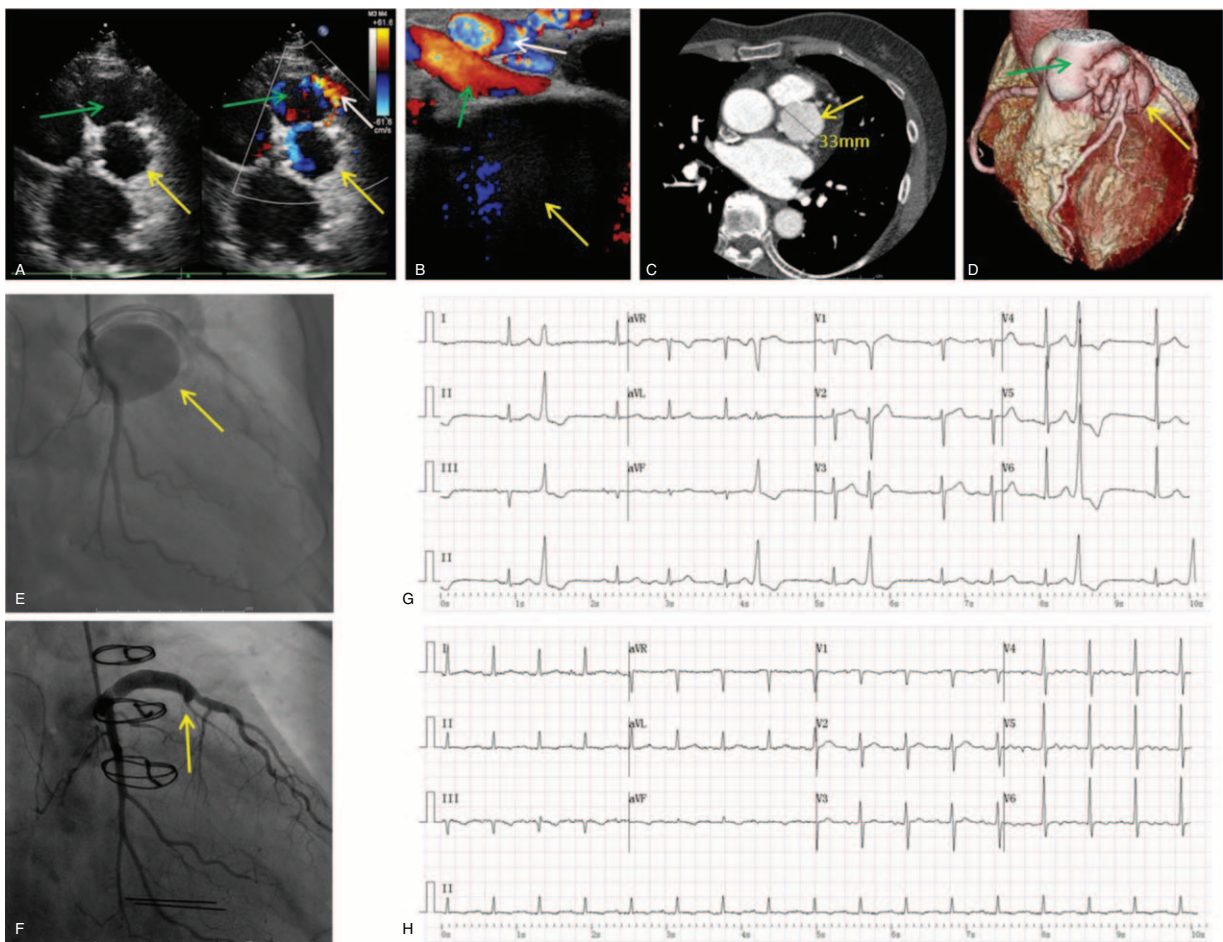 M3 M4
+61.6
-61.6
cm/s
A
B
33mm
C
D
E
I
aVR
V1
V4
II
aVL
V2
V5
III
aVF
V3
V6
II
G
0s
1s
2s
3s
4s
5s
6s
7s
8s
9s
10s
I
aVR
V1
V4
II
aVL
V2
V5
III
aVF
V3
V6
II
F
H
0s
1s
2s
3s
4s
5s
6s
7s
8s
9s
10s